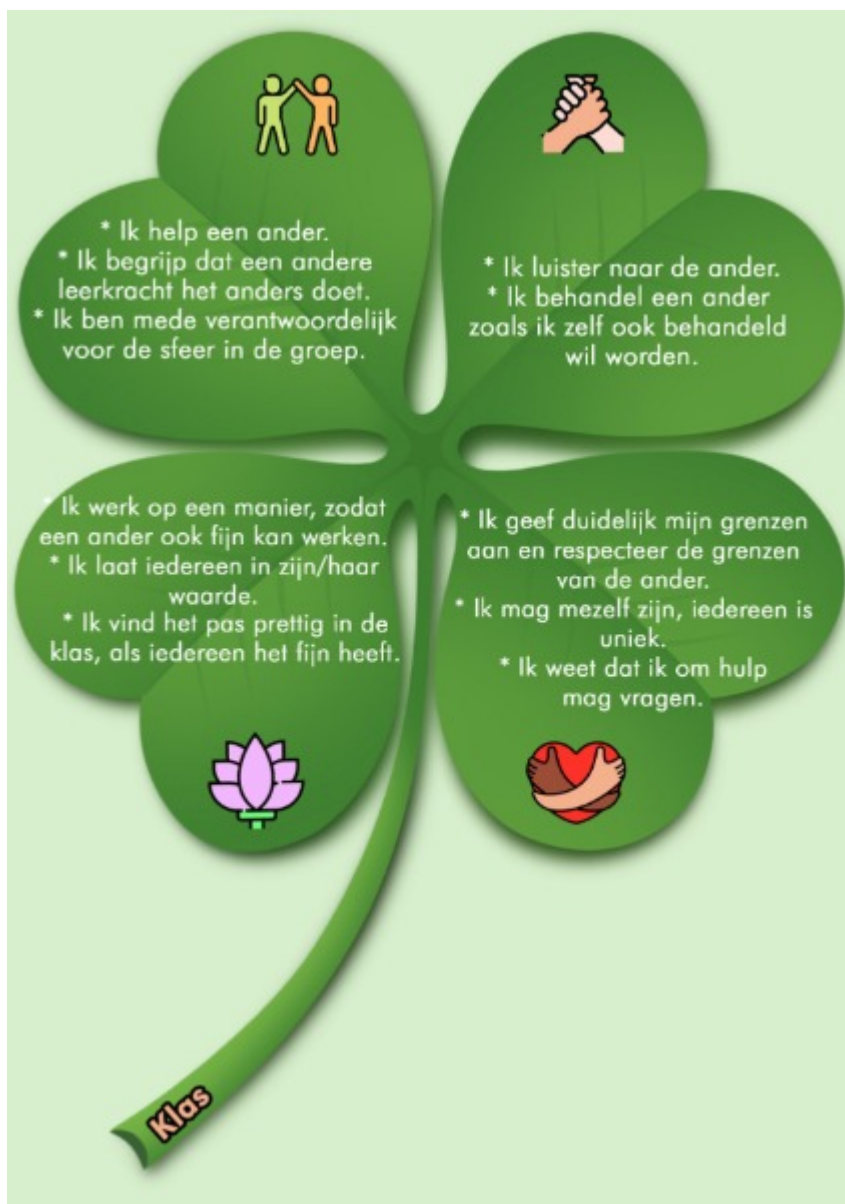 * Ik help een ander.
* Ik begrijp dat een andere
leerkracht het anders doet.
* Ik ben mede verantwoordelijk
voor de sfeer in de groep.
* Ik luister naar de ander.
* Ik behandel een ander
zoals ik zelf ook behandeld
wil worden.
* Ik werk op een manier, zodat
een ander ook fijn kan werken.
* Ik laat iedereen in zijn/haar
waarde.
* Ik vind het pas prettig in de
klas, als iedereen het fijn heeft.
* Ik geef duidelijk mijn grenzen
aan en respecteer de grenzen
van de ander.
* Ik mag mezelf zijn, iedereen is
uniek.
* Ik weet dat ik om hulp
mag vragen.
Klas